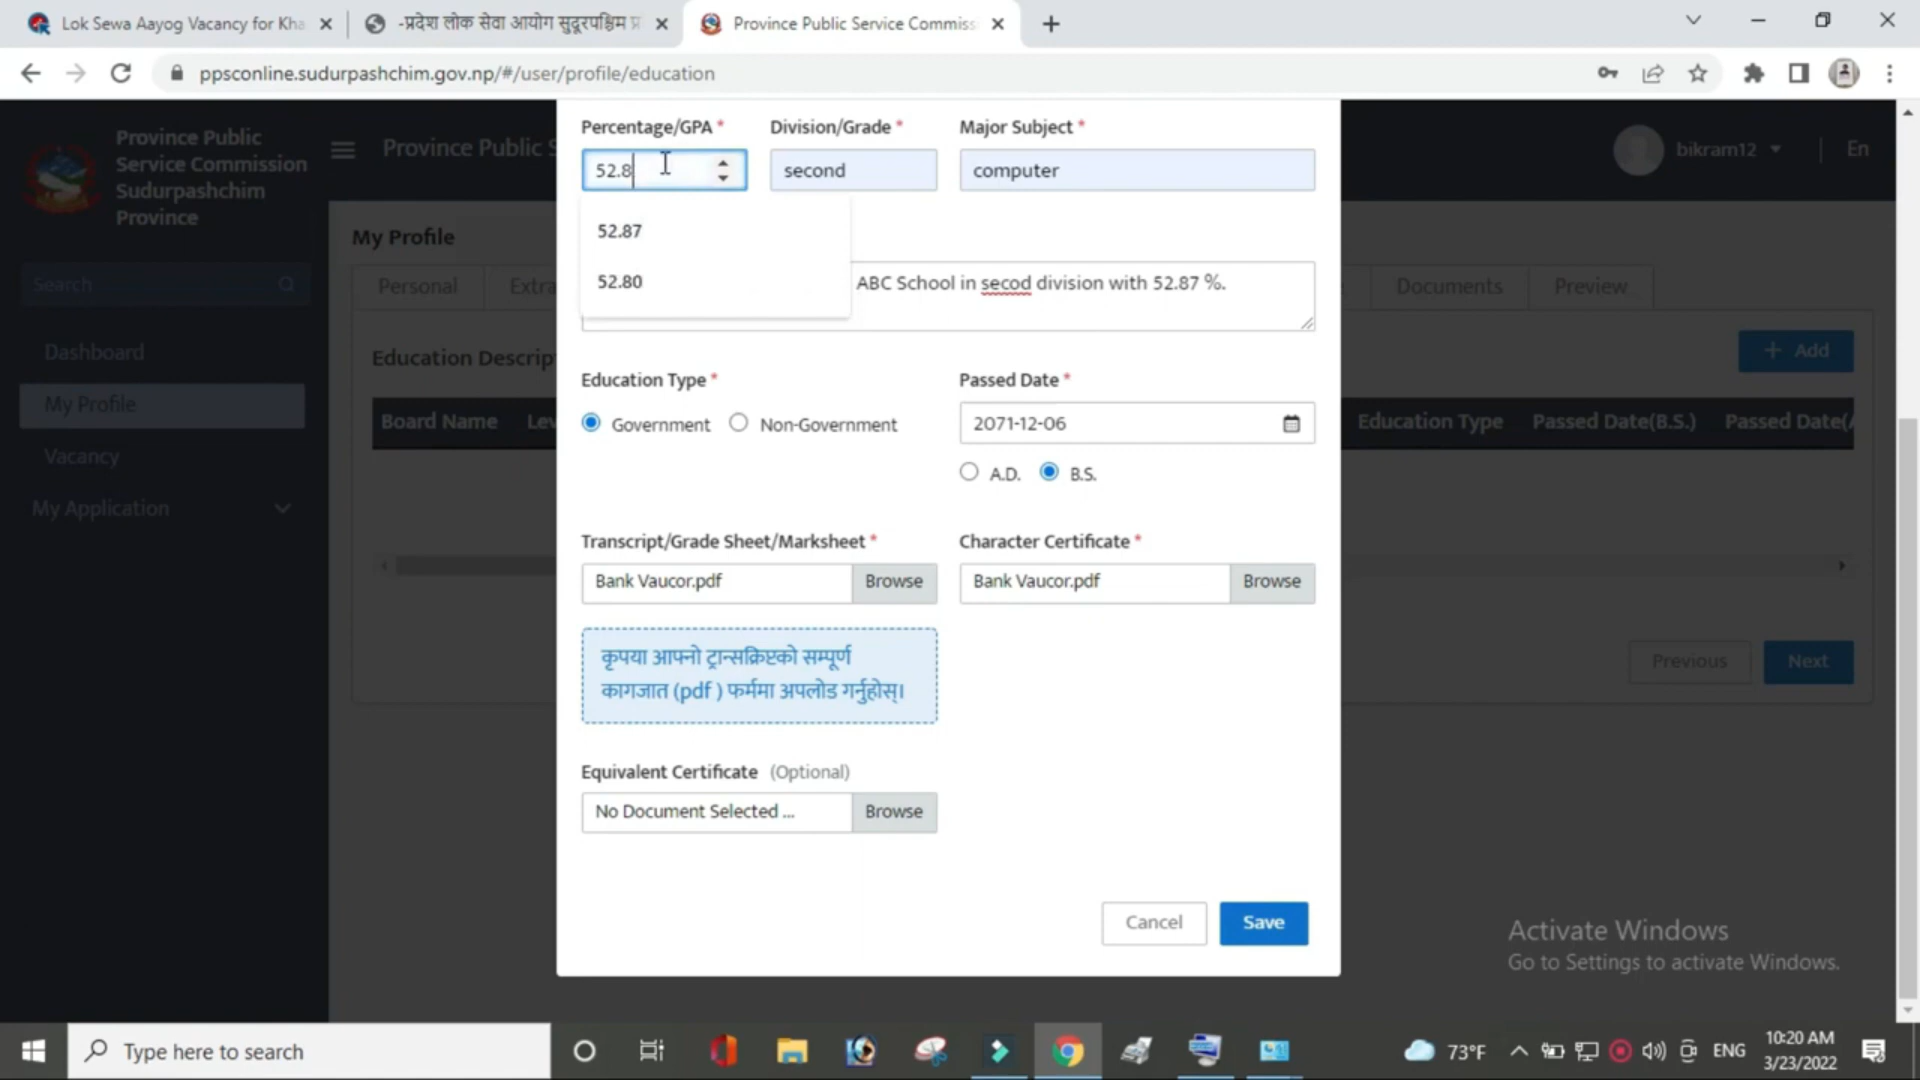 Lok Sewa Aayog Vacancy for Kha
-प्रदेश लोक सेवा आयोग सुदूरपश्चिम प्र
Province Public Service Commiss
ppsconline.sudurpashchim.gov.np/#/user/profile/education
Province Public
Service Commission
Sudurpashchim
Province
Province Public S
bikram12
En
Search
Dashboard
My Profile
Vacancy
My Application
My Profile
Personal
Extra
Documents
Preview
Education Descrip
+ Add
Board Name
Lev
Education Type
Passed Date(B.S.)
Passed Date(A
Previous
Next
Percentage/GPA *
Division/Grade *
Major Subject *
52.8
second
computer
52.87
52.80
ABC School in secod division with 52.87 %.
Education Type *
Passed Date *
Government
Non-Government
2071-12-06
A.D.
B.S.
Transcript/Grade Sheet/Marksheet *
Character Certificate *
Bank Vaucor.pdf
Browse
Bank Vaucor.pdf
Browse
कृपया आफ्नो ट्रान्सक्रिप्टको सम्पूर्ण
कागजात (pdf ) फर्ममा अपलोड गर्नुहोस्।
Equivalent Certificate (Optional)
No Document Selected ...
Browse
Cancel
Save
Activate Windows
Go to Settings to activate Windows.
Type here to search
73°F
ENG
10:20 AM
3/23/2022